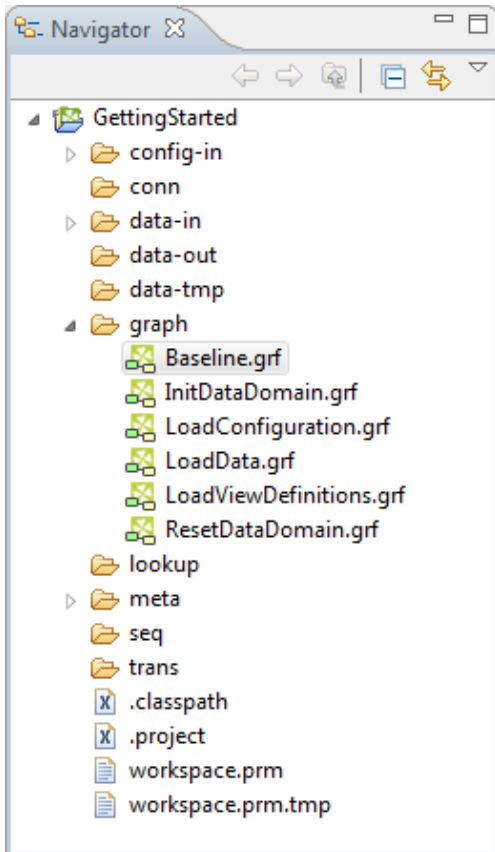 Navigator
GettingStarted
config-in
conn
data-in
data-out
data-tmp
graph
Baseline.grf
InitDataDomain.grf
LoadConfiguration.grf
LoadData.grf
LoadViewDefinitions.grf
ResetDataDomain.grf
lookup
meta
seq
trans
.classpath
.project
workspace.prm
workspace.prm.tmp